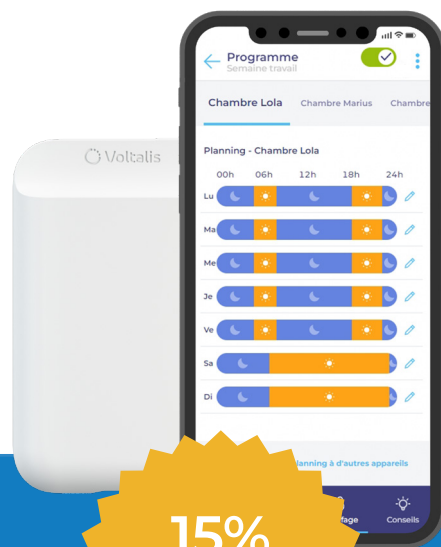 Programme
Semaine travail
Chambre Lola Chambre Marius Chambre
Voltalis
Planning - Chambre Lola
00h 06h 12h 18h 24h
Lu
Ma
Me
Je
Ve
Sa
Di
planning à d'autres appareils
Conseils
15%